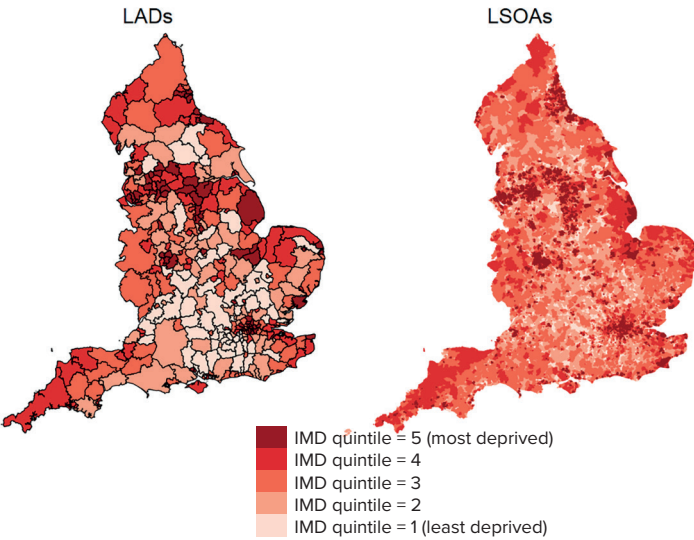 LADs
LSOAs
IMD quintile = 5 (most deprived)
IMD quintile = 4
IMD quintile = 3
IMD quintile = 2
IMD quintile = 1 (least deprived)